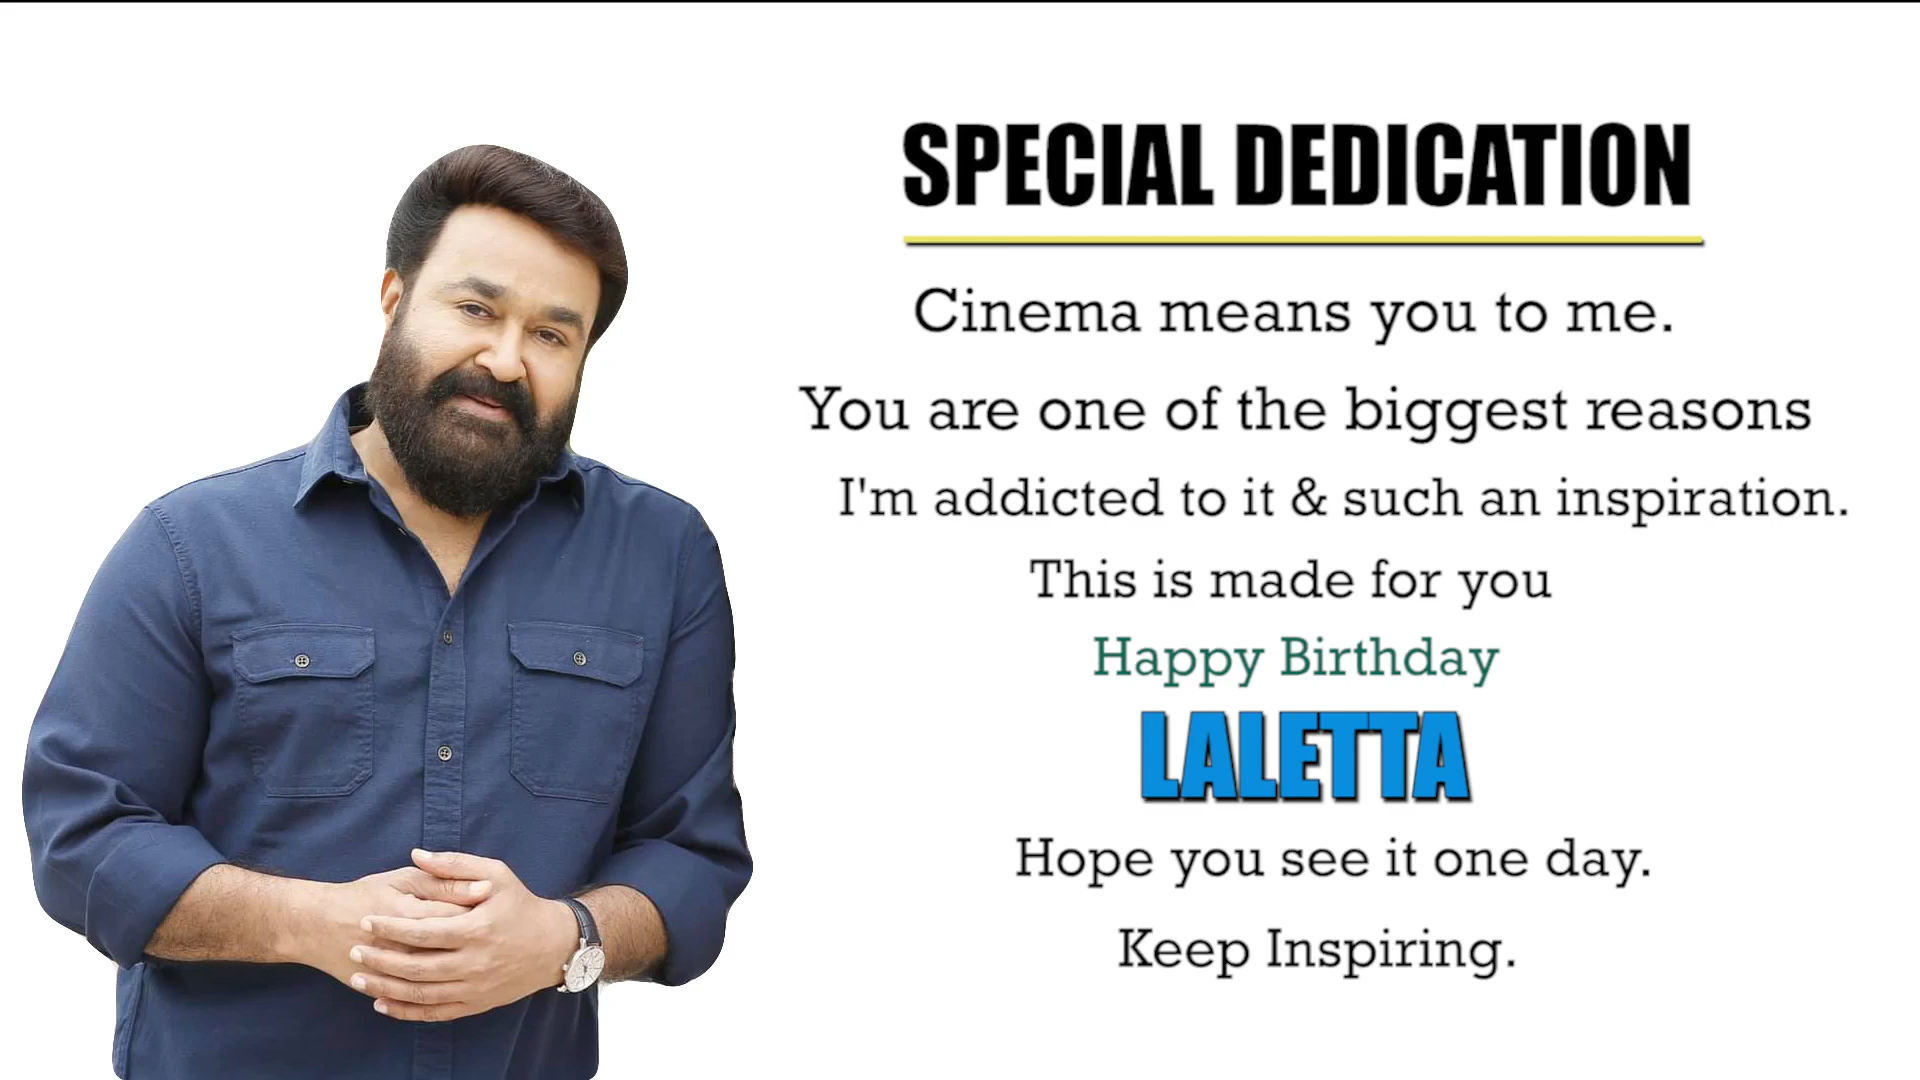 SPECIAL DEDICATION
Cinema means you to me.
You are one of the biggest reasons
I'm addicted to it & such an inspiration.
This is made for you
Happy Birthday
LALETTA
Hope you see it one day.
Keep Inspiring.